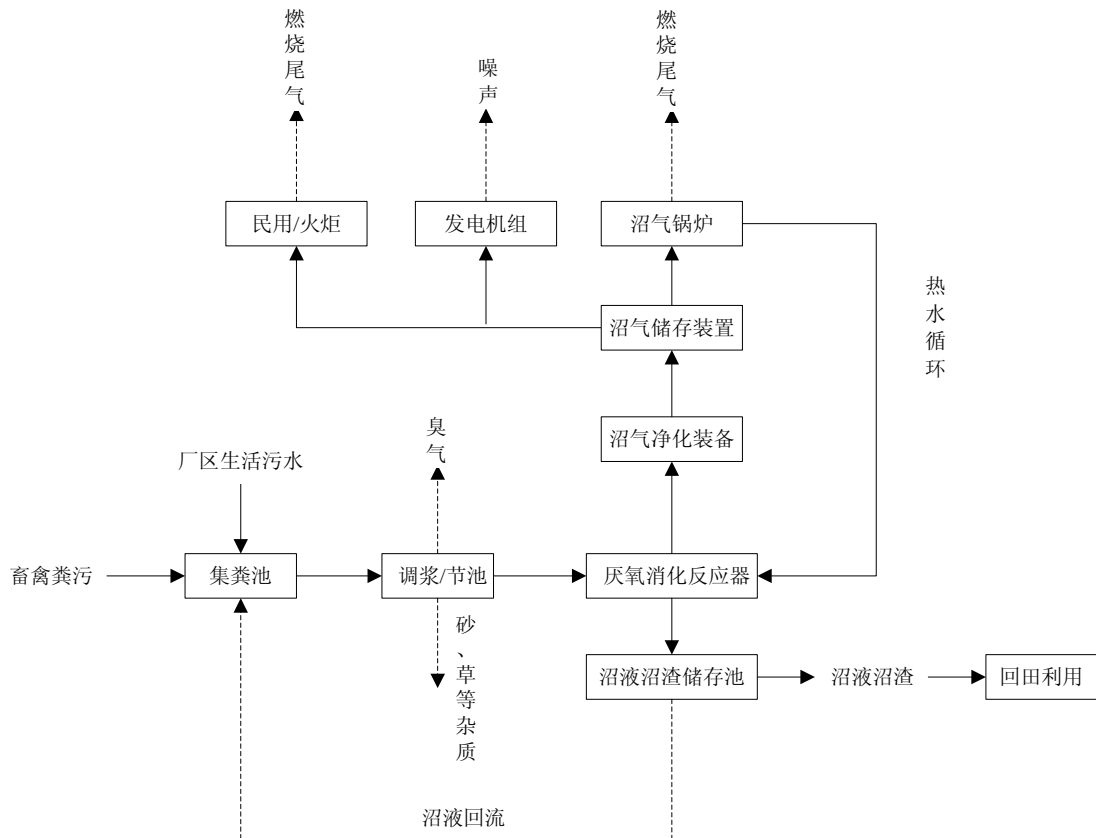 燃烧尾气
噪声
燃烧尾气
民用/火炬
发电机组
沼气锅炉
热水循环
沼气储存装置
沼气净化装备
臭气
厂区生活污水
畜禽粪污
集粪池
调浆/节池
厌氧消化反应器
砂、草等杂质
沼液沼渣储存池
沼液沼渣
回田利用
沼液回流